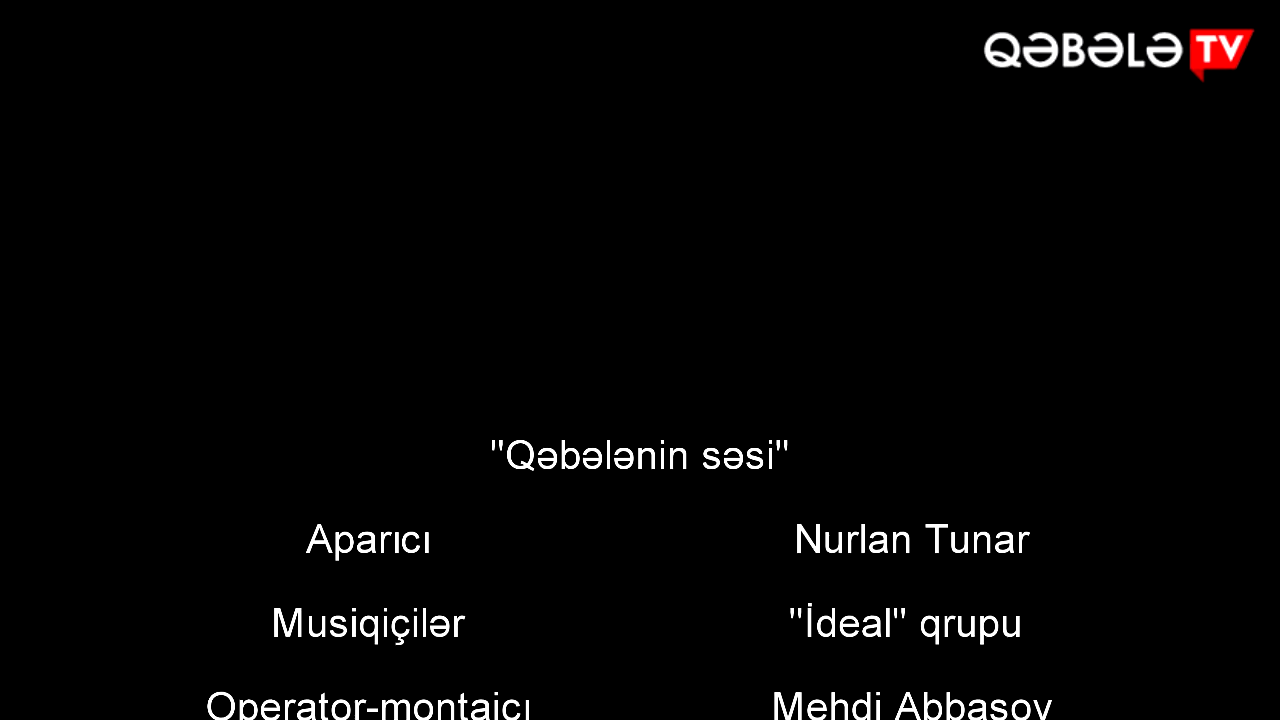 QƏBƏLƏ TV
"Qəbələnin səsi"
Aparıcı Nurlan Tunar
Musiqiçilər "İdeal" qrupu
Operator-montajçı Mehdi Abbasov